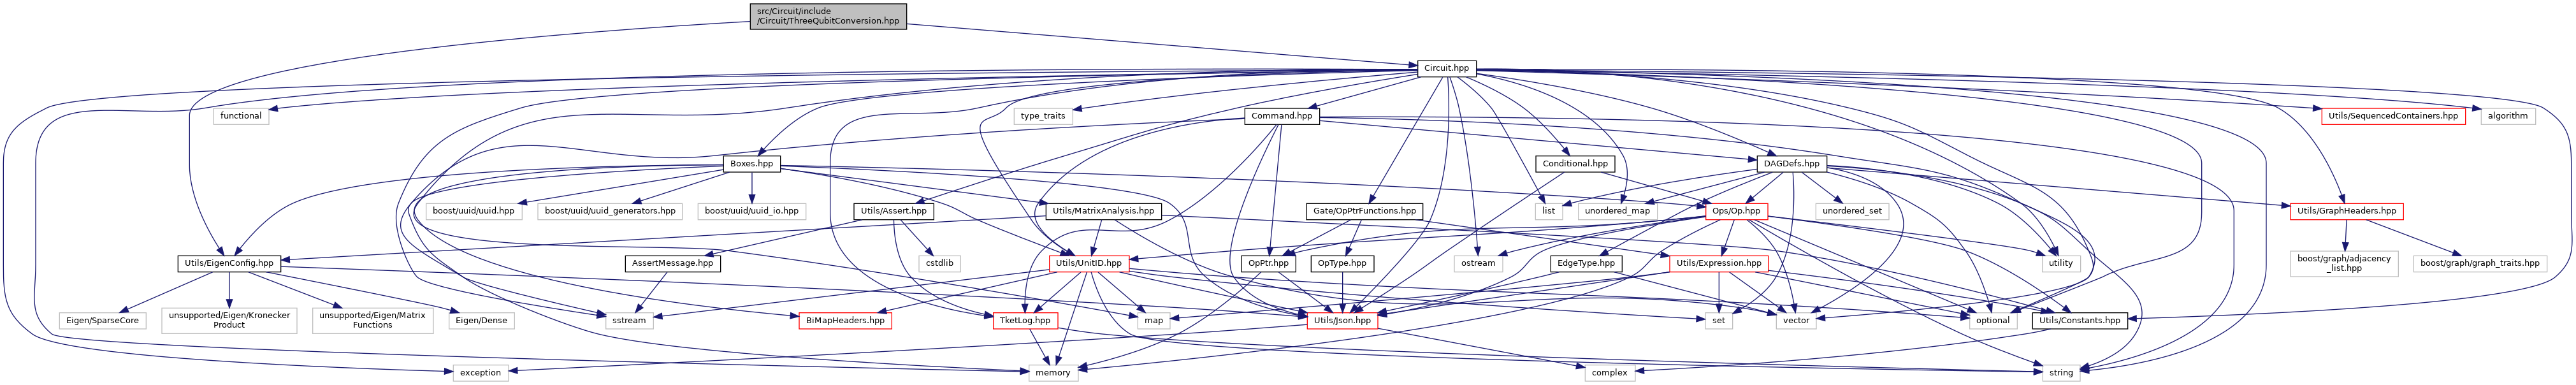 src/Circuit/include
/Circuit/ThreeQubitConversion.hpp
Circuit.hpp
functional
type_traits
Command.hpp
Utils/SequencedContainers.hpp
algorithm
Boxes.hpp
Conditional.hpp
DAGDefs.hpp
boost/uuid/uuid.hpp
boost/uuid/uuid_generators.hpp
boost/uuid/uuid_io.hpp
Utils/Assert.hpp
Utils/MatrixAnalysis.hpp
Gate/OpPtrFunctions.hpp
list
unordered_map
Ops/Op.hpp
unordered_set
Utils/GraphHeaders.hpp
Utils/EigenConfig.hpp
AssertMessage.hpp
cstdlib
Utils/UnitID.hpp
OpPtr.hpp
OpType.hpp
ostream
EdgeType.hpp
Utils/Expression.hpp
utility
boost/graph/adjacency
_list.hpp
boost/graph/graph_traits.hpp
Eigen/SparseCore
unsupported/Eigen/Kronecker
Product
unsupported/Eigen/Matrix
Functions
Eigen/Dense
sstream
BiMapHeaders.hpp
TketLog.hpp
map
Utils/Json.hpp
set
vector
optional
Utils/Constants.hpp
exception
memory
complex
string